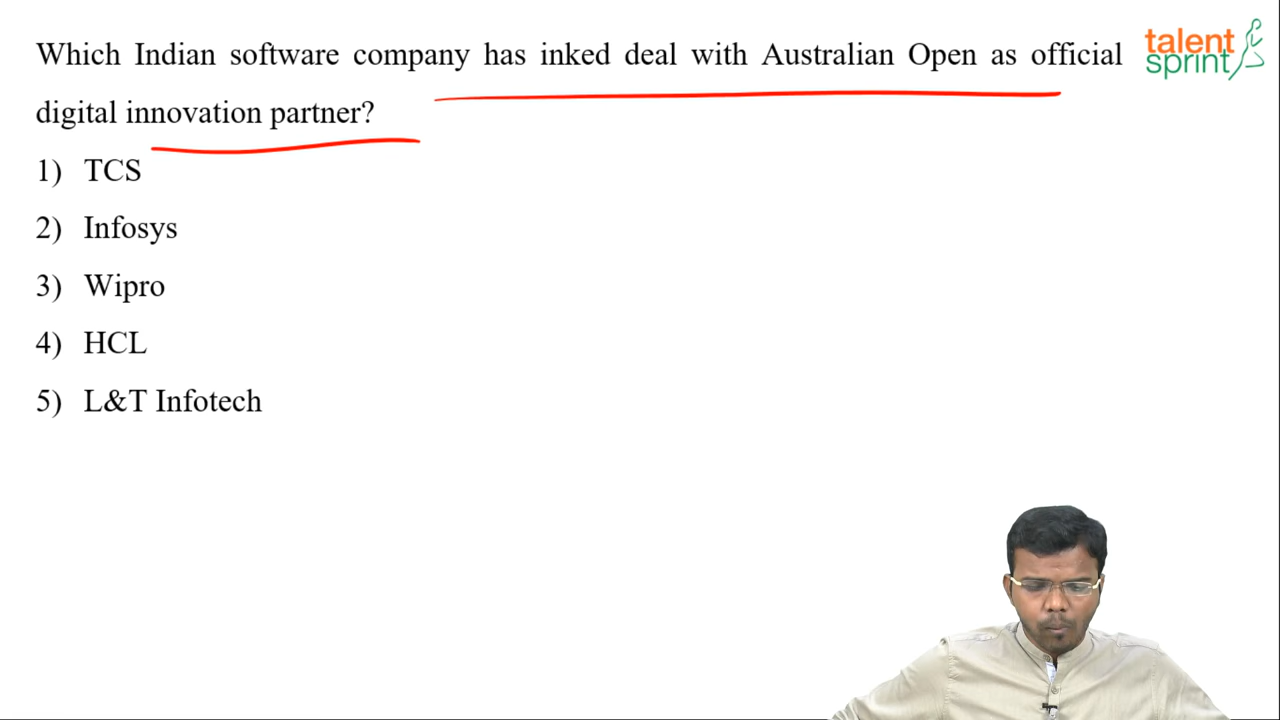 Which Indian software company has inked deal with Australian Open as official
digital innovation partner?
1) TCS
2) Infosys
3) Wipro
4) HCL
5) L&T Infotech
talent
sprint